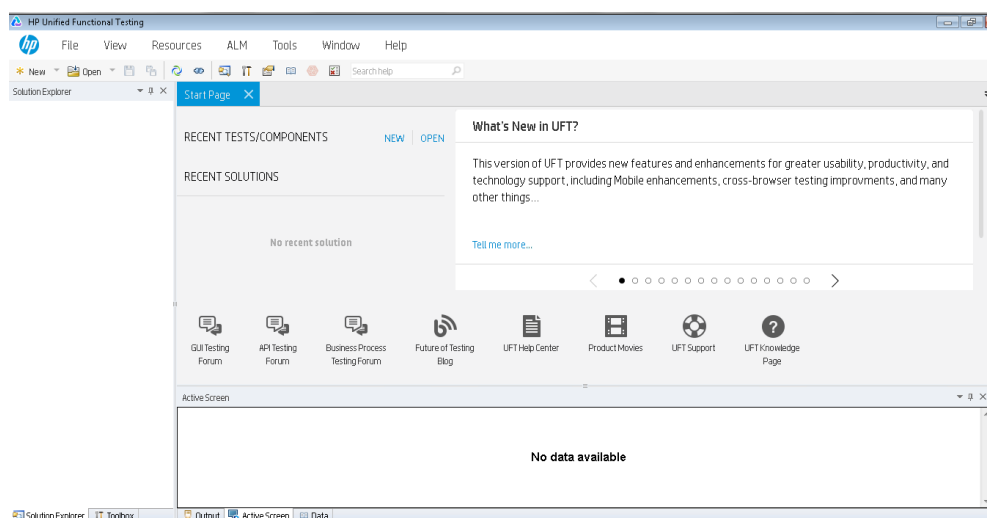 HP Unified Functional Testing
hp File View Resources ALM Tools Window Help
New Open Search help
Solution Explorer
Start Page
RECENT TESTS/COMPONENTS NEW OPEN
RECENT SOLUTIONS
No recent solution
What's New in UFT?
This version of UFT provides new features and enhancements for greater usability, productivity, and
technology support, including Mobile enhancements, cross-browser testing improvments, and many
other things...
Tell me more...
GUI Testing
Forum
API Testing
Forum
Business Process
Testing Forum
Future of Testing
Blog
UFT Help Center
Product Movies
UFT Support
UFT Knowledge
Page
Active Screen
No data available
Solution Explorer Toolbox Output Active Screen Data